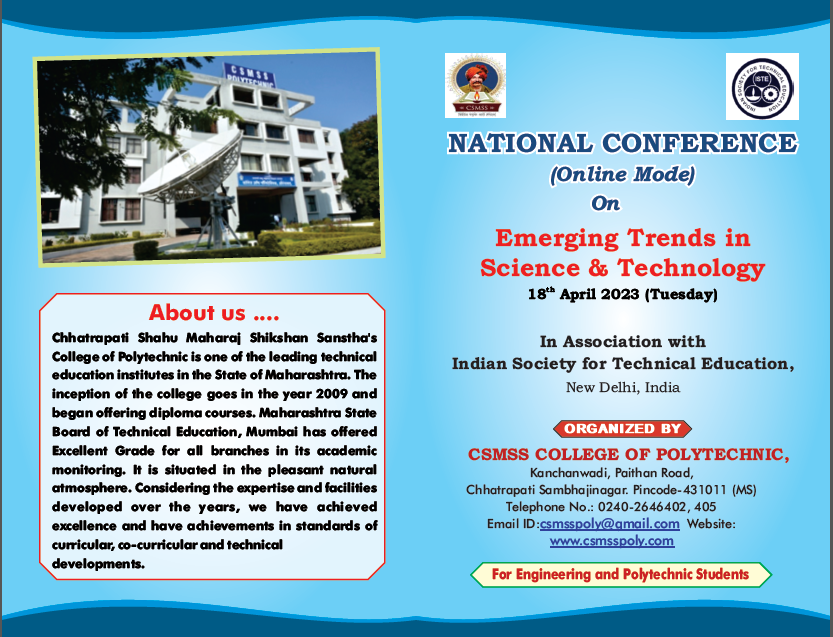 CSMSS
POLYTECHNIC
About us ....
Chhatrapati Shahu Maharaj Shikshan Sanstha's
College of Polytechnic is one of the leading technical
education institutes in the State of Maharashtra. The
inception of the college goes in the year 2009 and
began offering diploma courses. Maharashtra State
Board of Technical Education, Mumbai has offered
Excellent Grade for all branches in its academic
monitoring. It is situated in the pleasant natural
atmosphere. Considering the expertise and facilities
developed over the years, we have achieved
excellence and have achievements in standards of
curricular, co-curricular and technical
developments.
CSMSS
INDIAN SOCIETY FOR TECHNICAL EDUCATION
ISTE
NATIONAL CONFERENCE
(Online Mode)
On
Emerging Trends in
Science & Technology
18th April 2023 (Tuesday)
In Association with
Indian Society for Technical Education,
New Delhi, India
ORGANIZED BY
CSMSS COLLEGE OF POLYTECHNIC,
Kanchanwadi, Paithan Road,
Chhatrapati Sambhajinagar. Pincode-431011 (MS)
Telephone No.: 0240-2646402, 405
Email ID:csmsspoly@gmail.com Website:
www.csmsspoly.com
For Engineering and Polytechnic Students